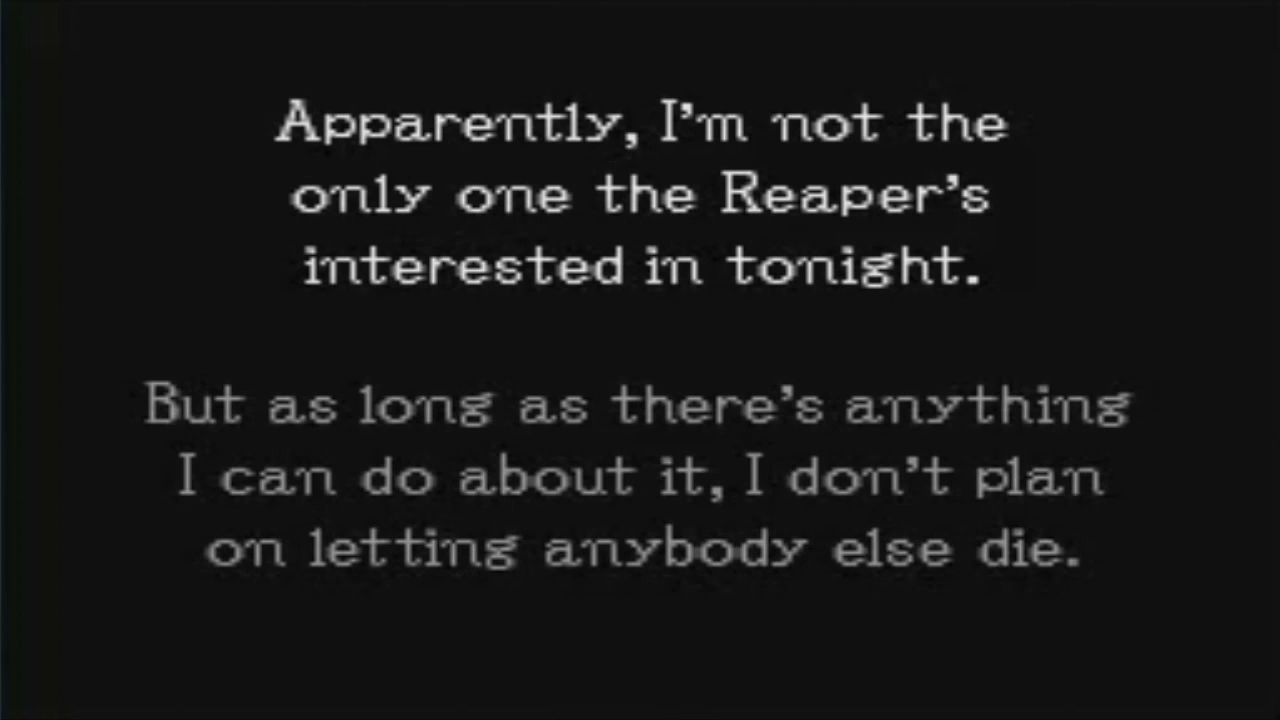 Apparently, I'm not the
only one the Reaper's
interested in tonight.
But as long as there's anything
I can do about it, I don't plan
on letting anybody else die.